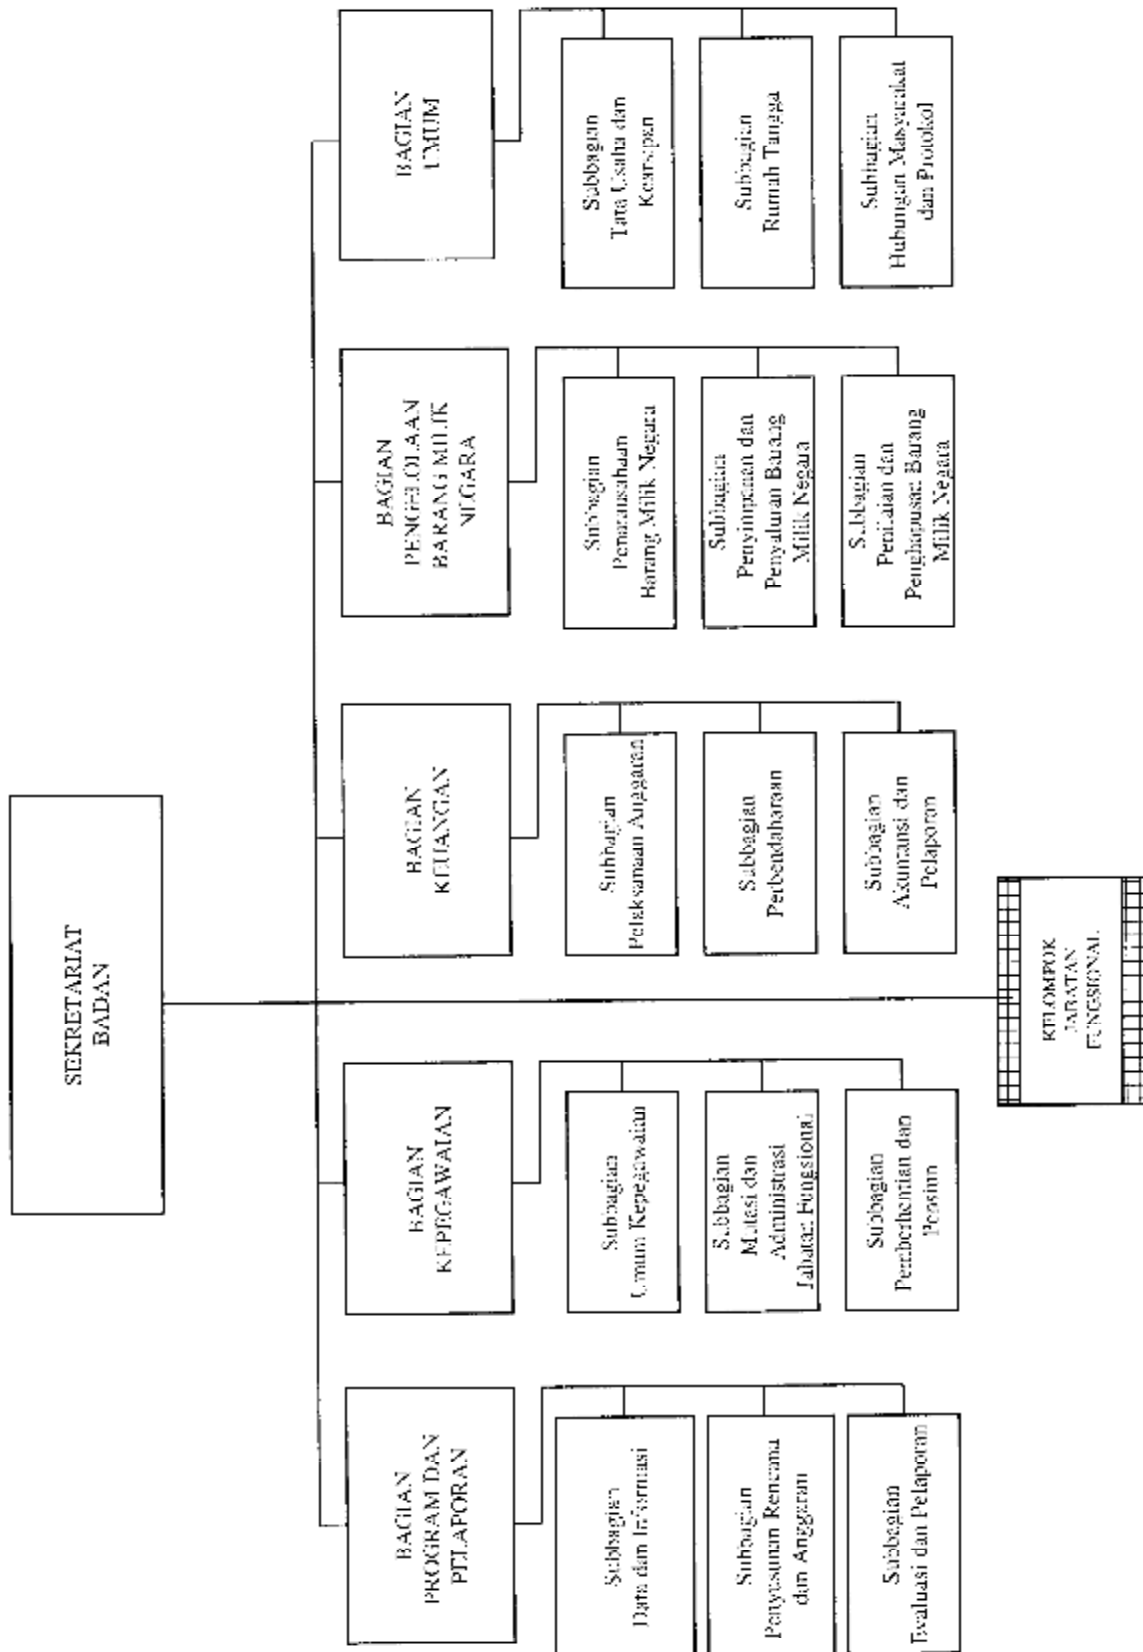 SEKRETARIAT
BADAN
BAGIAN
PROGRAM DAN
PELAPORAN
BAGIAN
KEPEGAWAIAN
BAGIAN
KEUANGAN
BAGIAN
PENGELOLAAN
BARANG MILIK
NEGARA
BAGIAN
UMUM
Subbagian
Data dan Informasi
Subbagian
Penyusunan Rencana
dan Anggaran
Subbagian
Evaluasi dan Pelaporan
Subbagian
Umum Kepegawaian
Subbagian
Mutasi dan
Administrasi
Jabatan Fungsional
Subbagian
Pemberhentian dan
Pensiun
Subbagian
Pelaksanaan Anggaran
Subbagian
Perbendaharaan
Subbagian
Akuntansi dan
Pelaporan
Subbagian
Penatausahaan
Barang Milik Negara
Subbagian
Penyimpanan dan
Penyaluran Barang
Milik Negara
Subbagian
Penilaian dan
Penghapusan Barang
Milik Negara
Subbagian
Tata Usaha dan
Kearsipan
Subbagian
Rumah Tangga
Subbagian
Hubungan Masyarakat
dan Protokol
KELOMPOK
JABATAN
FUNGSIONAL